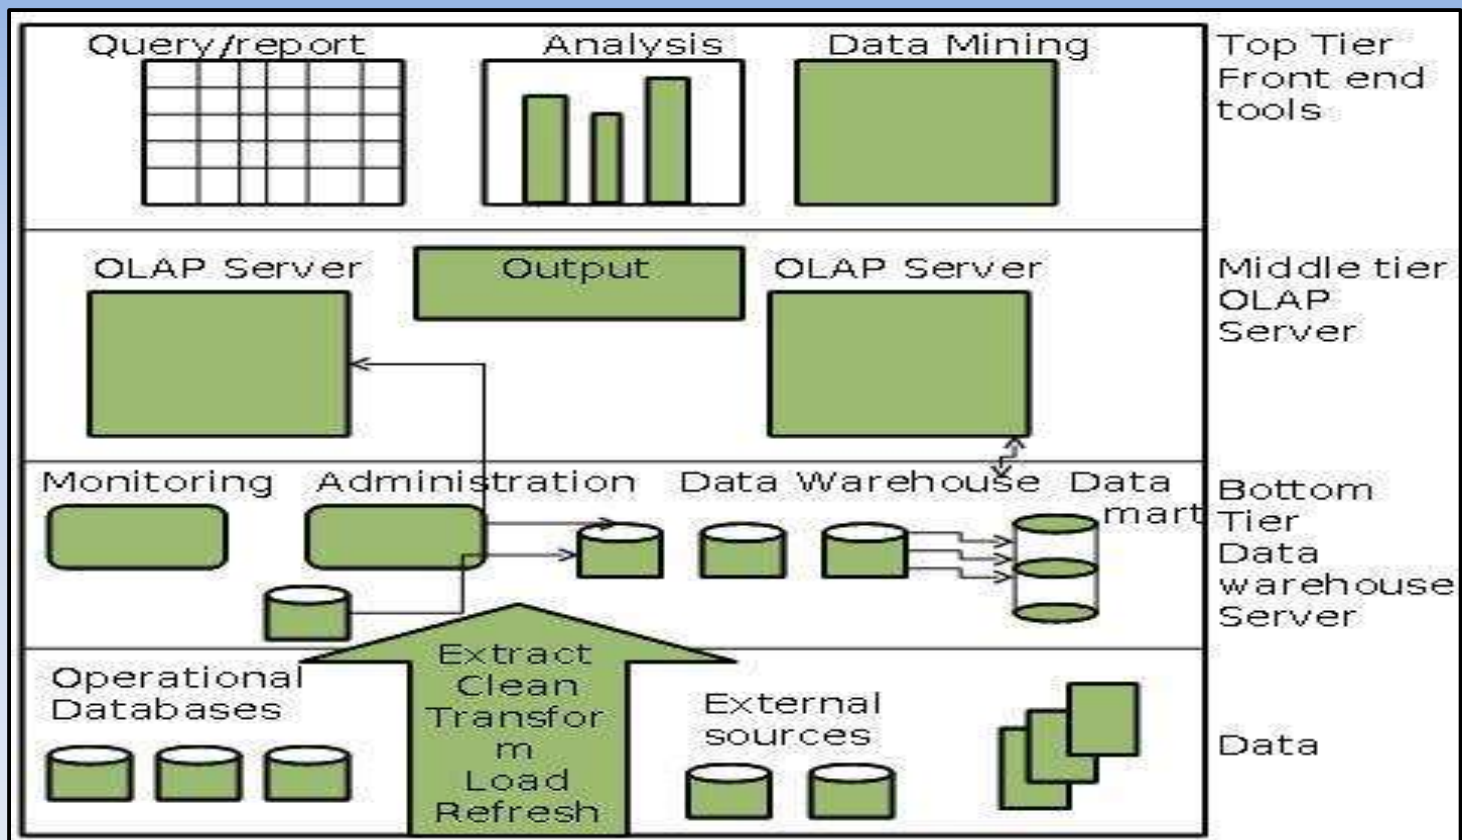 Query/report
Analysis
Data Mining
Top Tier
Front end
tools
OLAP Server
Output
OLAP Server
Middle tier
OLAP
Server
Monitoring
Administration
Data Warehouse
Data
mart
Bottom
Tier
Data
warehouse
Server
Operational
Databases
Extract
Clean
Transfor
m
Load
Refresh
External
sources
Data